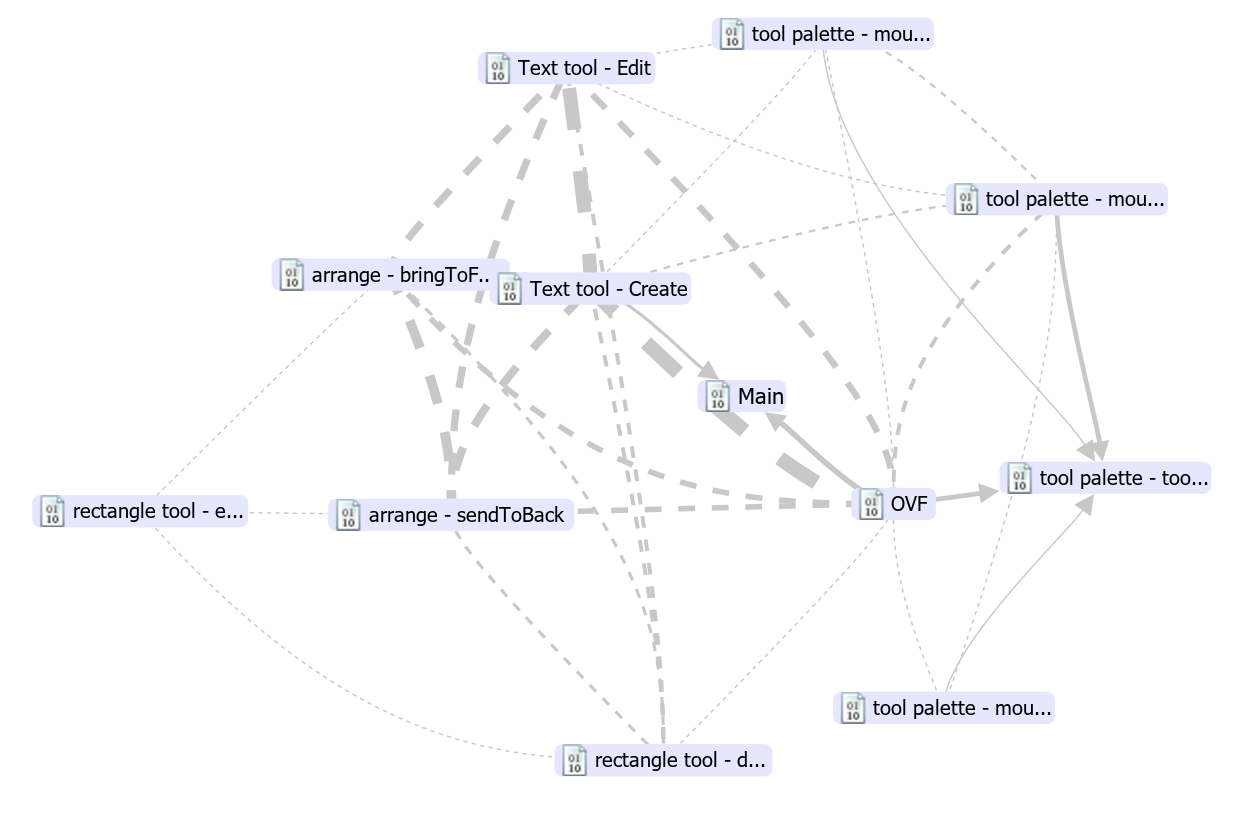 tool palette - mou...
Text tool - Edit
tool palette - mou...
arrange - bringToF...
Text tool - Create
Main
tool palette - too...
OVF
rectangle tool - e...
arrange - sendToBack
tool palette - mou...
rectangle tool - d...